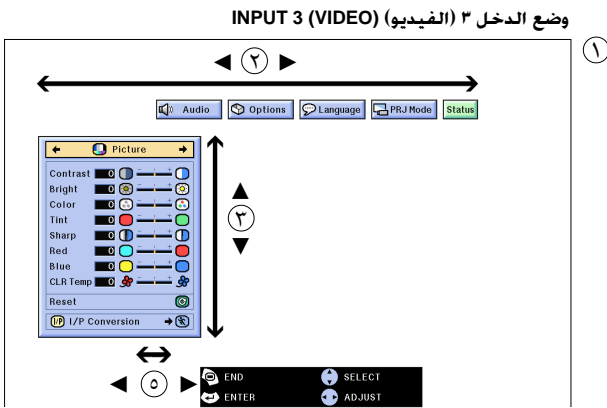 وضع الدخل ٣ (الفيديو) INPUT 3 (VIDEO)
١
◀ ٢ ▶
Audio Options Language PRJ Mode Status
← Picture →
Contrast 0 - +
Bright 0 - +
Color 0 - +
Tint 0 - +
Sharp 0 - +
Red 0 - +
Blue 0 - +
CLR Temp 0 - +
▲
٣
▼
Reset
I/P I/P Conversion →
◀ ٥ ▶
END SELECT
ENTER ADJUST